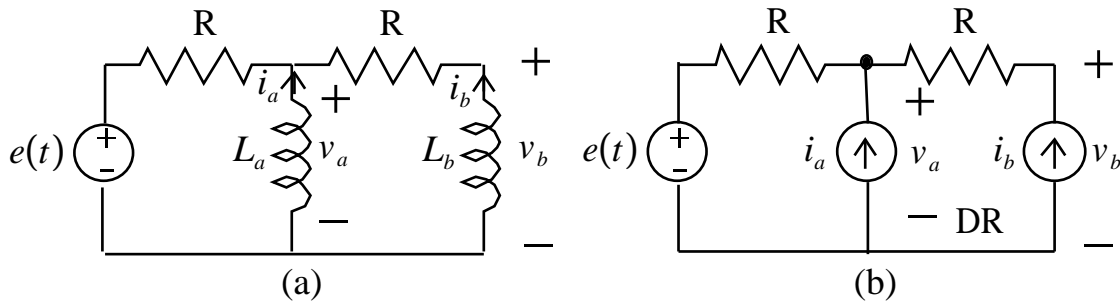 R R + R R +
i_a + i_b +
e(t) + - L_a v_a L_b v_b e(t) + - i_a v_a i_b v_b
− − − DR −
(a) (b)